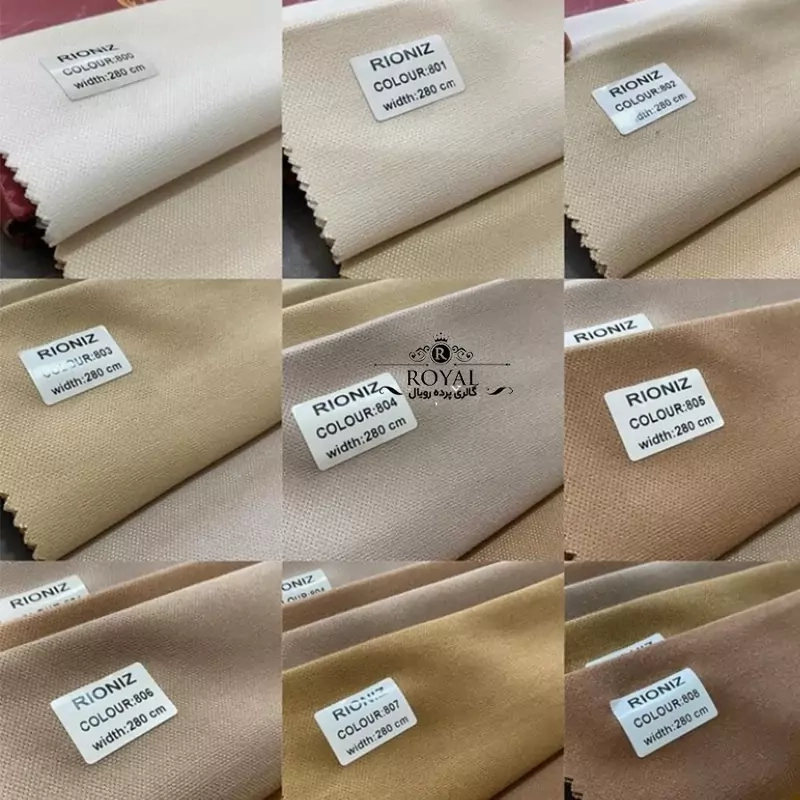 RIONIZ
COLOUR:800
width:280 cm
RIONIZ
COLOUR:801
width:280 cm
RIONIZ
COLOUR:802
width:280 cm
RIONIZ
COLOUR:803
width:280 cm
R
ROYAL
گالری پرده رویال
RIONIZ
COLOUR:804
width:280 cm
RIONIZ
RIONIZ
COLOUR:805
width:280 cm
RIONIZ
RIONIZ
COLOUR:806
width:280 cm
RIONIZ
COLOUR:807
width:280 cm
RIONIZ
COLOUR:808
width:280 cm